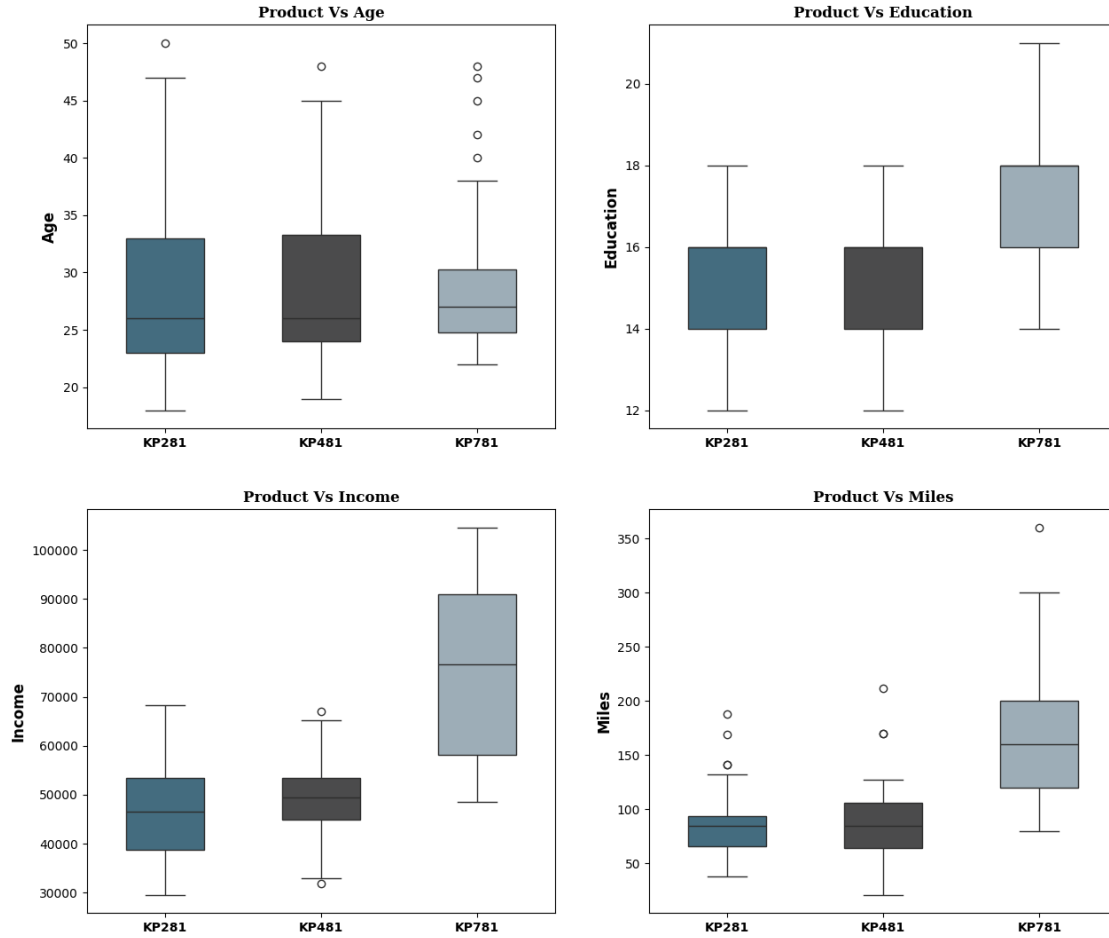 Product Vs Age
Age
50
45
40
35
30
25
20
KP281 KP481 KP781
Product Vs Education
Education
20
18
16
14
12
KP281 KP481 KP781
Product Vs Income
Income
100000
90000
80000
70000
60000
50000
40000
30000
KP281 KP481 KP781
Product Vs Miles
Miles
350
300
250
200
150
100
50
KP281 KP481 KP781